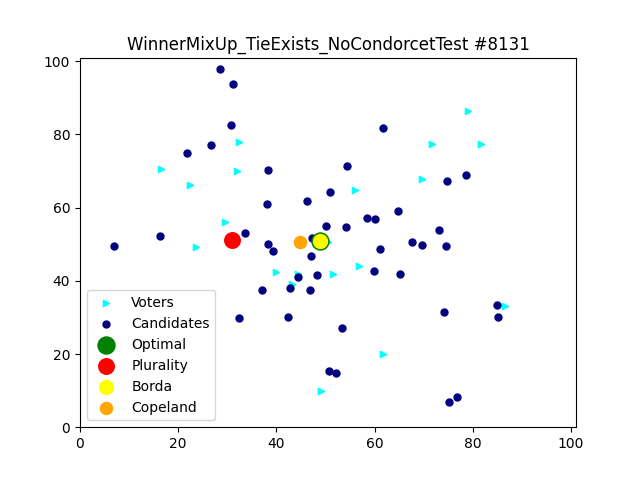 WinnerMixUp_TieExists_NoCondorcetTest #8131
100
80
60
40
20
0
Voters
Candidates
Optimal
Plurality
Borda
Copeland
0 20 40 60 80 100